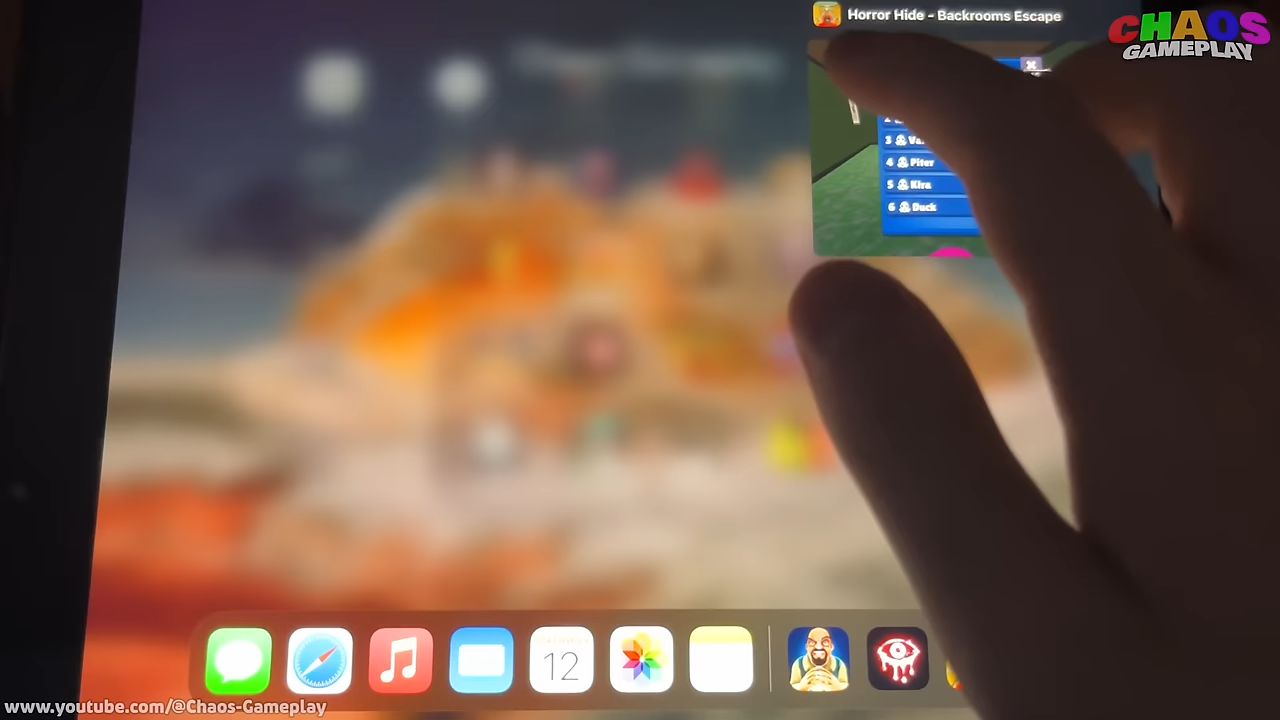 Horror Hide - Backrooms Escape
CHAOS
GAMEPLAY
3
4 Piter
5 Kira
6 Duck
12
www.youtube.com/@Chaos-Gameplay